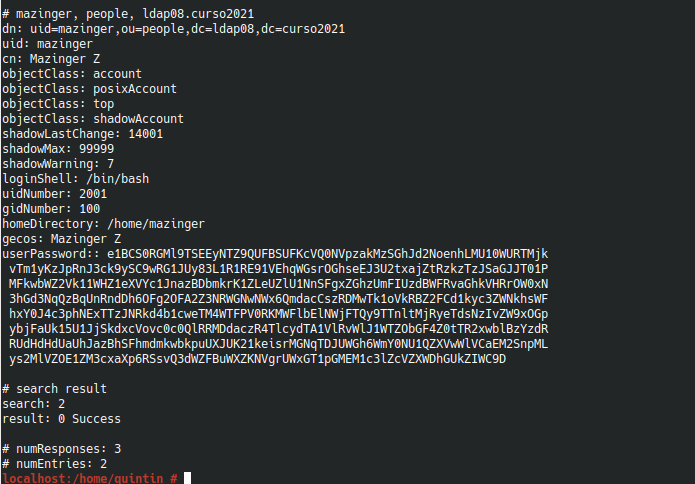 # mazinger, people, ldap08.curso2021
dn: uid=mazinger,ou=people,dc=ldap08,dc=curso2021
uid: mazinger
cn: Mazinger Z
objectClass: account
objectClass: posixAccount
objectClass: top
objectClass: shadowAccount
shadowLastChange: 14001
shadowMax: 99999
shadowWarning: 7
loginShell: /bin/bash
uidNumber: 2001
gidNumber: 100
homeDirectory: /home/mazinger
gecos: Mazinger Z
userPassword:: e1BCS0RGMl9TSEEyNTZ9QUFBSUFKcVQ0NVpzakMzSGhJd2NoenhLMU10WURTMjk
vTm1yKzJpRnJ3ck9ySC9wRG1JUy83L1R1RE91VEhqWGsrOGhseEJ3U2txajZtRzkzTzJSaGJJT01P
MFkwbWZ2Vk11WHZ1eXVYc1JnazBDbmkrK1ZLeUZlU1NnSFgxZGhzUmFIUzdBWFRvaGhkVHRrOW0xN
3hGd3NqQzBqUnRndDh6OFg2OFA2Z3NRWGNwNWx6QmdacCszRDMwTk1oVkRBZ2FCd1kyc3ZWNkhsWF
hxY0J4c3phNExTTzJNRkd4b1cweTM4WTFPV0RKMWFlbElNWjFTQy9TTnltMjRyeTdsNzIvZW9xOGp
ybjFaUk15U1JjSkdxcVovc0c0QlRRMDdaczR4TlcydTA1VlRvWlJ1WTZObGF4Z0tTR2xwblBzYzdR
RUdHdHdUaUhJazBhSFhmdmkwbkpuUXJUK21keisrMGNqTDJUWGh6WmY0NU1QZXVwWlVCaEM2SnpML
ys2MlVZOE1ZM3cxaXp6RSsvQ3dWZFBuWXZKNVgrUWxGT1pGMEM1c3lZcVZXWDhGUkZIWC9D

# search result
search: 2
result: 0 Success

# numResponses: 3
# numEntries: 2
localhost:/home/quintin #